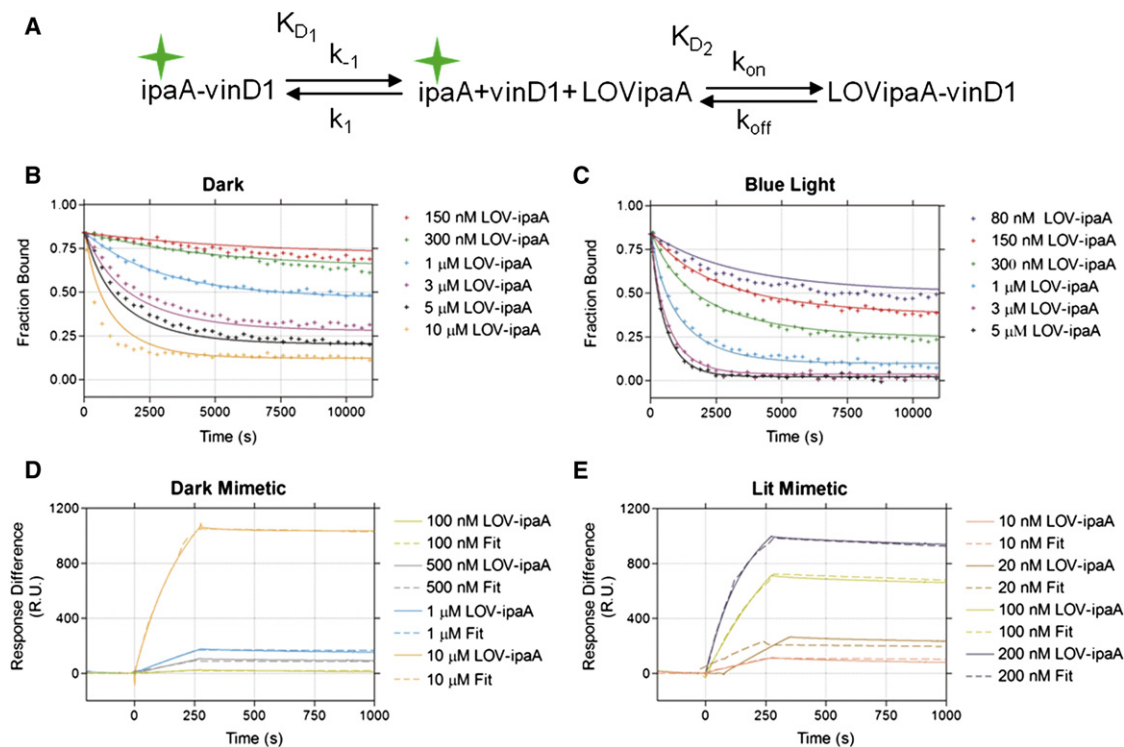 A
K_D1
k_-1
ipaA-vinD1
k_1
ipaA+vinD1+LOVipaA
K_D2
k_on
k_off
LOVipaA-vinD1
B
Dark
Fraction Bound
1.00
0.75
0.50
0.25
0.00
0 2500 5000 7500 10000
Time (s)
150 nM LOV-ipaA
300 nM LOV-ipaA
1 μM LOV-ipaA
3 μM LOV-ipaA
5 μM LOV-ipaA
10 μM LOV-ipaA
C
Blue Light
Fraction Bound
1.00
0.75
0.50
0.25
0.00
0 2500 5000 7500 10000
Time (s)
80 nM LOV-ipaA
150 nM LOV-ipaA
300 nM LOV-ipaA
1 μM LOV-ipaA
3 μM LOV-ipaA
5 μM LOV-ipaA
D
Dark Mimetic
Response Difference
(R.U.)
1200
800
400
0
0 250 500 750 1000
Time (s)
100 nM LOV-ipaA
100 nM Fit
500 nM LOV-ipaA
500 nM Fit
1 μM LOV-ipaA
1 μM Fit
10 μM LOV-ipaA
10 μM Fit
E
Lit Mimetic
Response Difference
(R.U.)
1200
800
400
0
0 250 500 750 1000
Time (s)
10 nM LOV-ipaA
10 nM Fit
20 nM LOV-ipaA
20 nM Fit
100 nM LOV-ipaA
100 nM Fit
200 nM LOV-ipaA
200 nM Fit